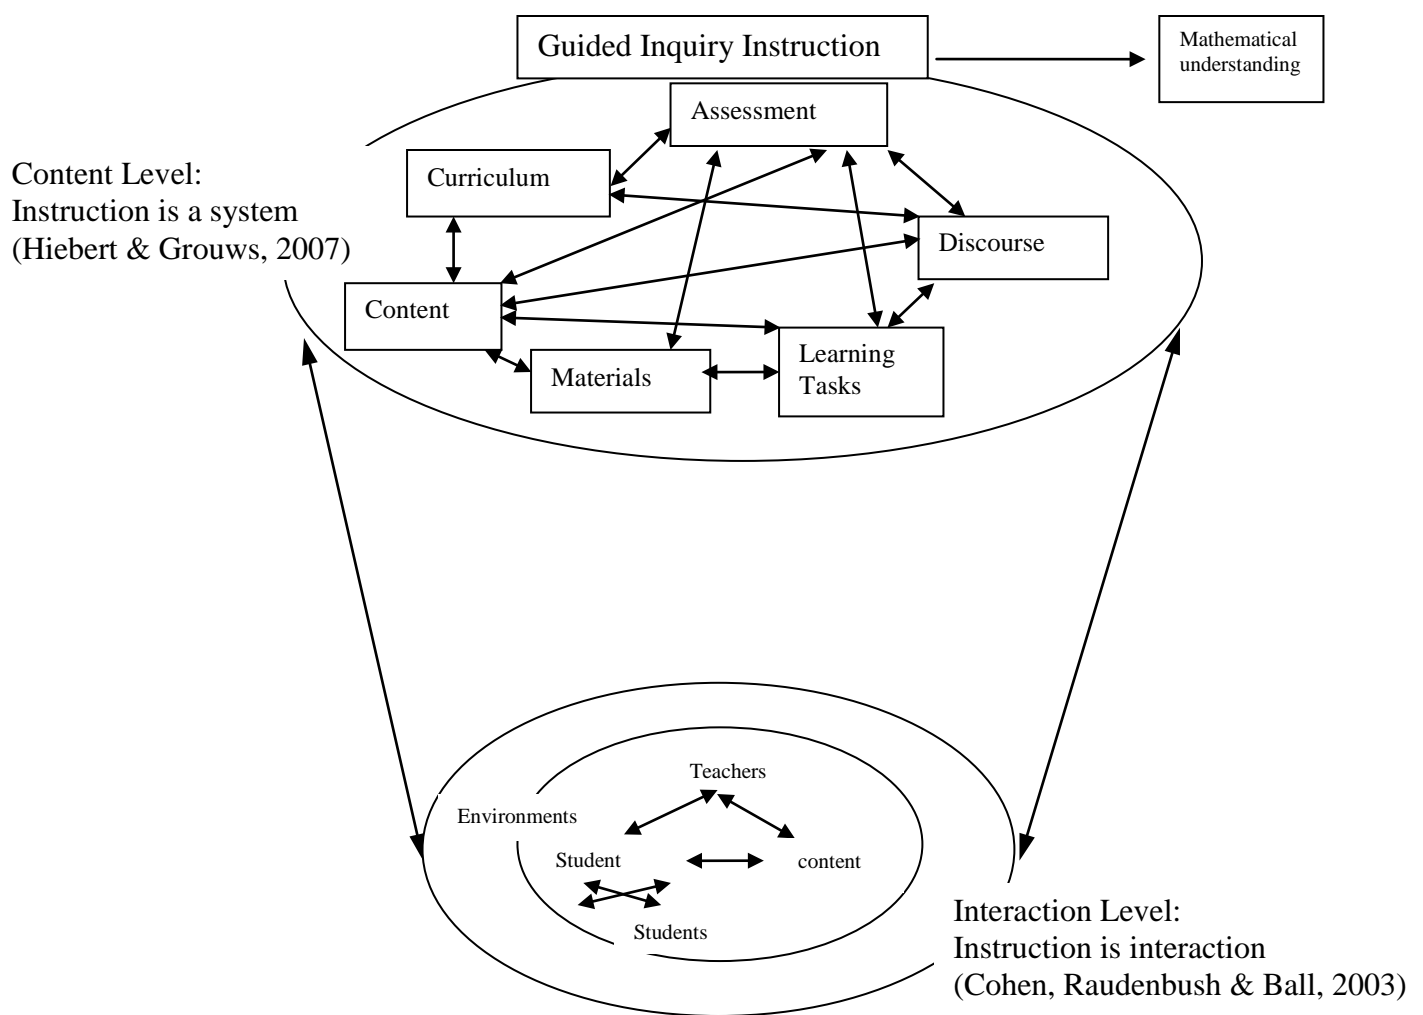 Guided Inquiry Instruction
Mathematical
understanding
Assessment
Content Level:
Instruction is a system
(Hiebert & Grouws, 2007)
Curriculum
Discourse
Content
Learning
Tasks
Materials
Teachers
Environments
Student
content
Students
Interaction Level:
Instruction is interaction
(Cohen, Raudenbush & Ball, 2003)